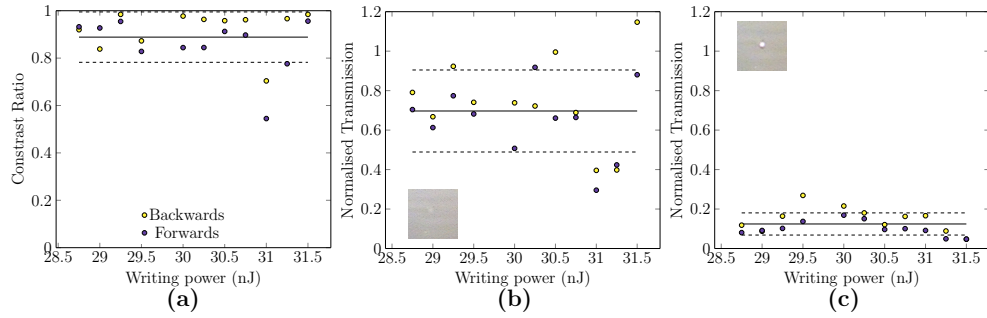 1
0.8
0.6
0.4
0.2
0
Constrast Ratio
Backwards
Forwards
28.5 29 29.5 30 30.5 31 31.5
Writing power (nJ)
(a)
1.2
1
0.8
0.6
0.4
0.2
0
Normalised Transmission
28.5 29 29.5 30 30.5 31 31.5
Writing power (nJ)
(b)
1.2
1
0.8
0.6
0.4
0.2
0
Normalised Transmission
28.5 29 29.5 30 30.5 31 31.5
Writing power (nJ)
(c)